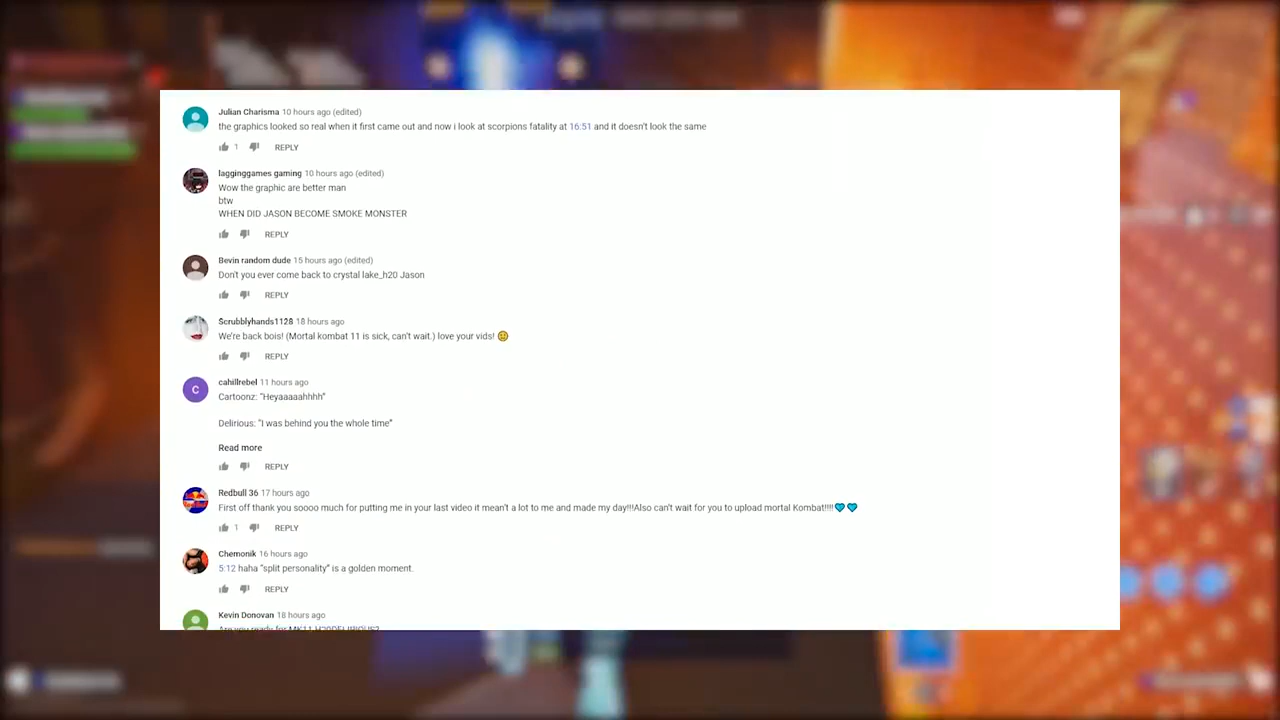 Julian Charisma 10 hours ago (edited)
the graphics looked so real when it first came out and now i look at scorpions fatality at 16:51 and it doesn't look the same
1 REPLY
lagginggames gaming 10 hours ago (edited)
Wow the graphic are better man
btw
WHEN DID JASON BECOME SMOKE MONSTER
REPLY
Bevin random dude 15 hours ago (edited)
Don't you ever come back to crystal lake_h20 Jason
REPLY
Scrubblyhands1128 18 hours ago
We're back bois! (Mortal kombat 11 is sick, can't wait.) love your vids!
REPLY
C
cahillrebel 11 hours ago
Cartoonz: "Heyaaaaahhhh"
Delirious: "I was behind you the whole time"
Read more
REPLY
Redbull 36 17 hours ago
First off thank you soooo much for putting me in your last video it mean't a lot to me and made my day!!!Also can't wait for you to upload mortal Kombat!!!!
1 REPLY
Chemonik 16 hours ago
5:12 haha "split personality" is a golden moment.
REPLY
Kevin Donovan 18 hours ago
Are you ready for MK11 H20DELIRIOUS?